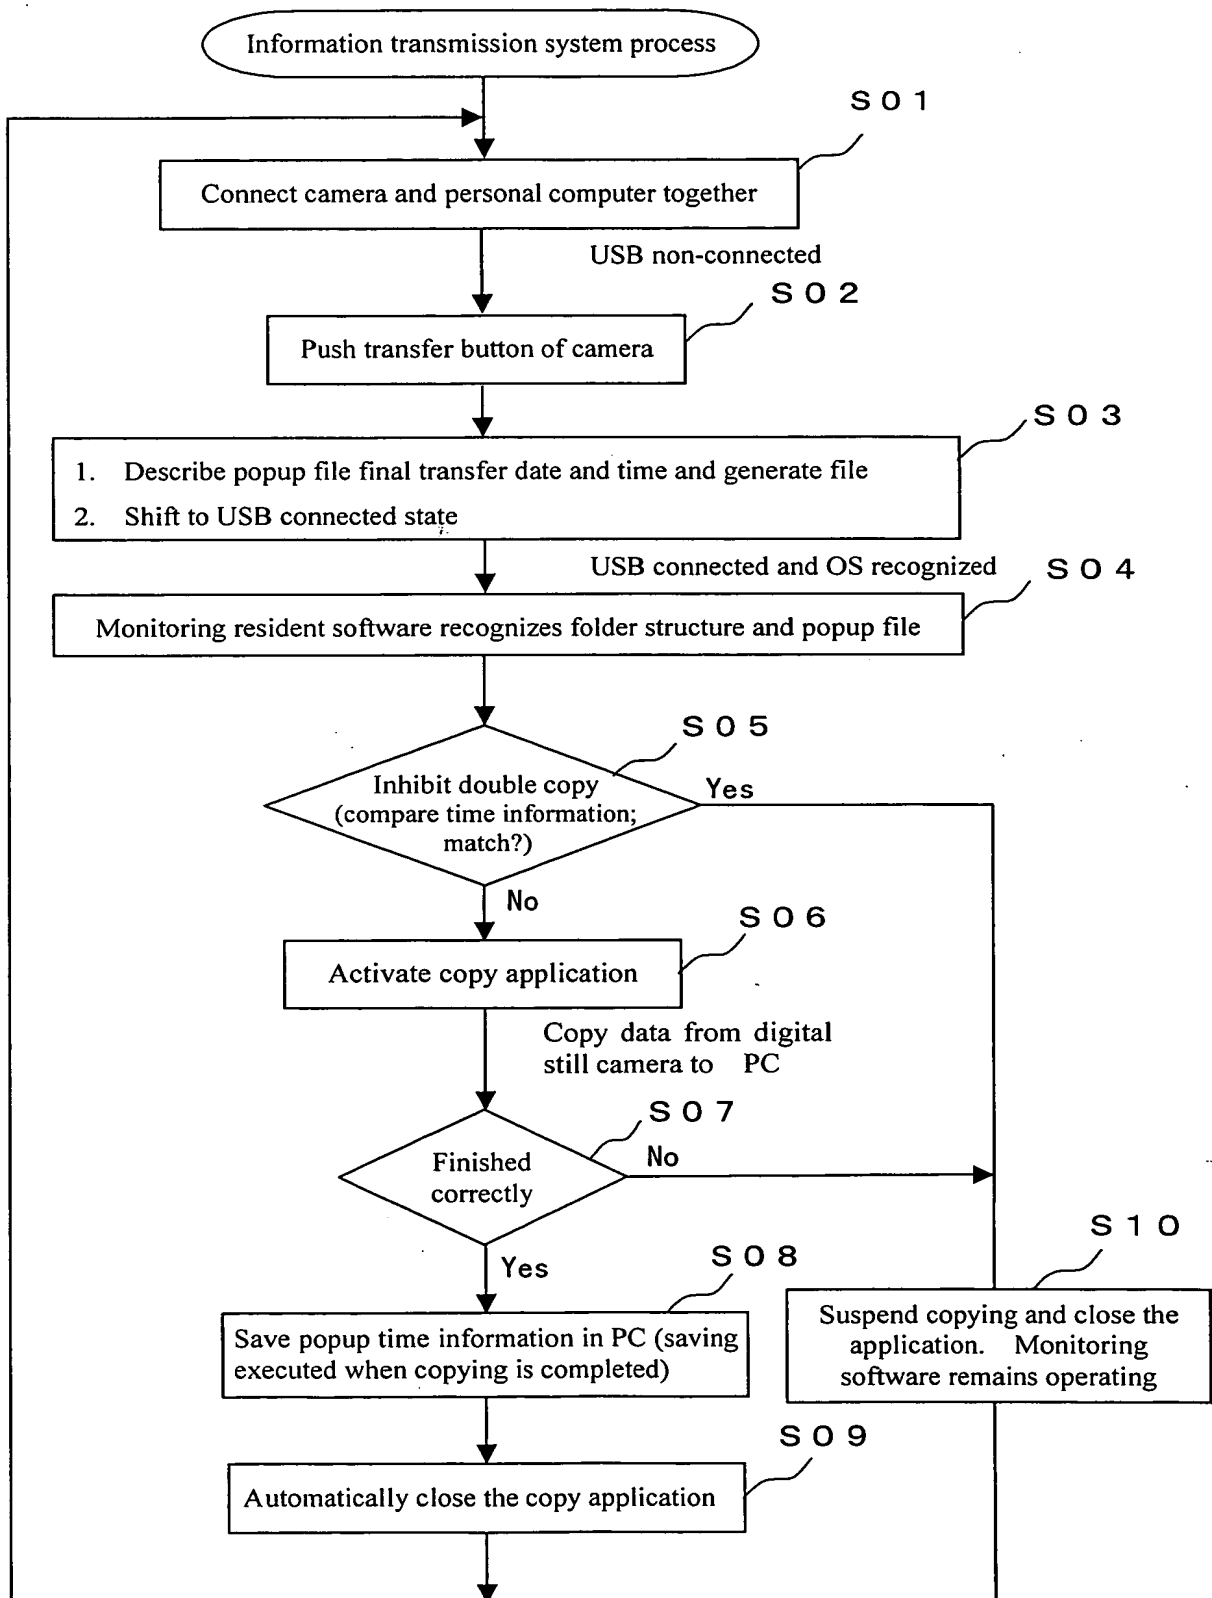 Information transmission system process
S01
Connect camera and personal computer together
USB non-connected
S02
Push transfer button of camera
S03
1. Describe popup file final transfer date and time and generate file
2. Shift to USB connected state
USB connected and OS recognized
S04
Monitoring resident software recognizes folder structure and popup file
S05
Inhibit double copy
(compare time information;
match?)
Yes
No
S06
Activate copy application
Copy data from digital
still camera to PC
S07
Finished
correctly
No
Yes
S08
Save popup time information in PC (saving
executed when copying is completed)
S10
Suspend copying and close the
application. Monitoring
software remains operating
S09
Automatically close the copy application